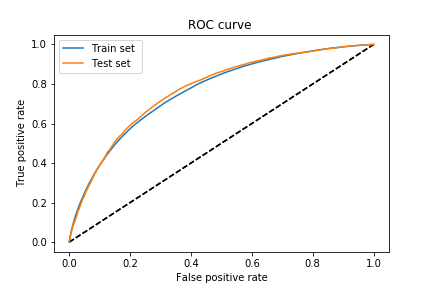 ROC curve
Train set
Test set
True positive rate
1.0
0.8
0.6
0.4
0.2
0.0
0.0 0.2 0.4 0.6 0.8 1.0
False positive rate